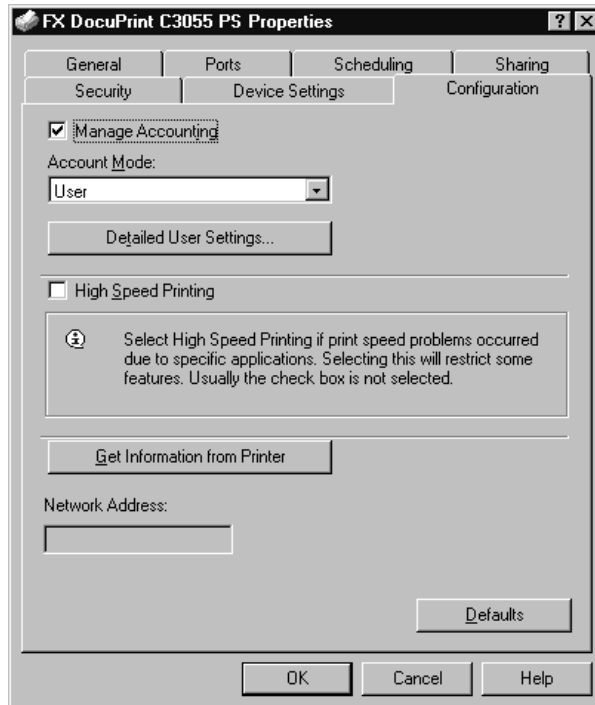 FX DocuPrint C3055 PS Properties
General Ports Scheduling Sharing
Security Device Settings Configuration
Manage Accounting
Account Mode:
User
Detailed User Settings...
High Speed Printing
Select High Speed Printing if print speed problems occurred
due to specific applications. Selecting this will restrict some
features. Usually the check box is not selected.
Get Information from Printer
Network Address:
Defaults
OK Cancel Help